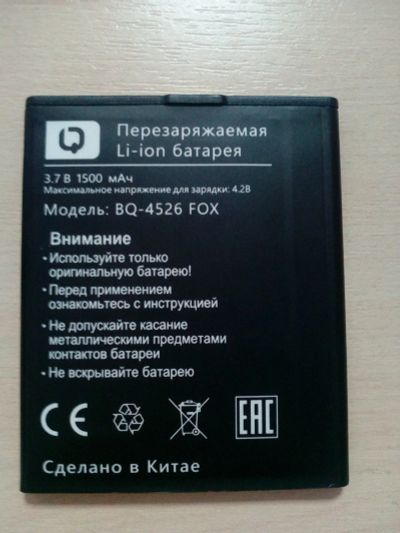 Перезаряжаемая
Li-ion батарея
3.7 В 1500 мАч
Максимальное напряжение для зарядки: 4.2В
Модель: BQ-4526 FOX
Внимание
• Используйте только
оригинальную батарею!
• Перед применением
ознакомьтесь с инструкцией
• Не допускайте касание
металлическими предметами
контактов батареи
• Не вскрывайте батарею
CE EAC
Сделано в Китае